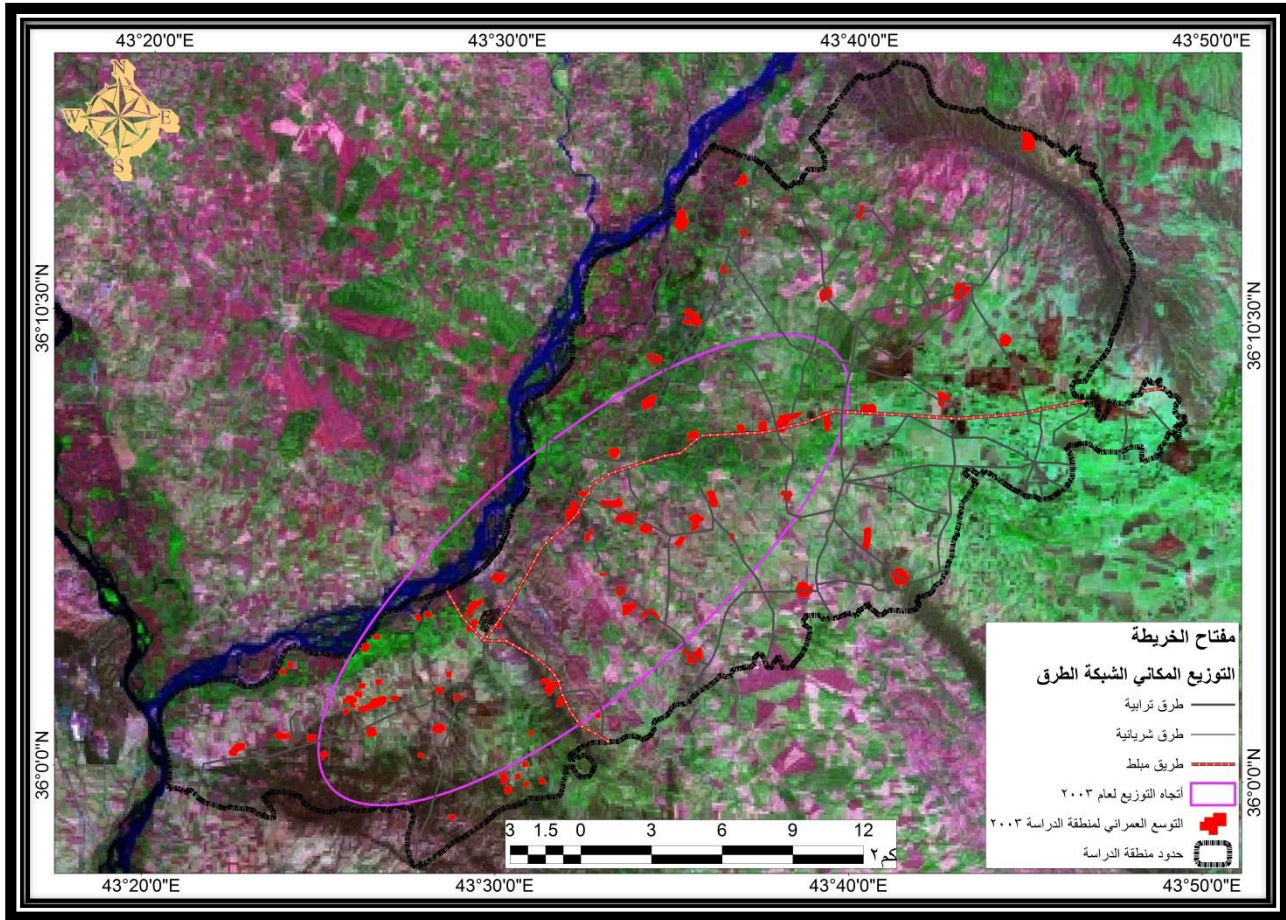 43°20'0"E 43°30'0"E 43°40'0"E 43°50'0"E
N
W E
S
36°10'30"N 36°10'30"N
36°0'0"N 36°0'0"N
مفتاح الخريطة
التوزيع المكاني الشبكة الطرق
طرق ترابية
طرق شريانية
طريق مبلط
أتجاه التوزيع لعام ٢٠٠٣
التوسع العمراني لمنطقة الدراسة ٢٠٠٣
حدود منطقة الدراسة
3 1.5 0 3 6 9 12
كم٢
43°20'0"E 43°30'0"E 43°40'0"E 43°50'0"E